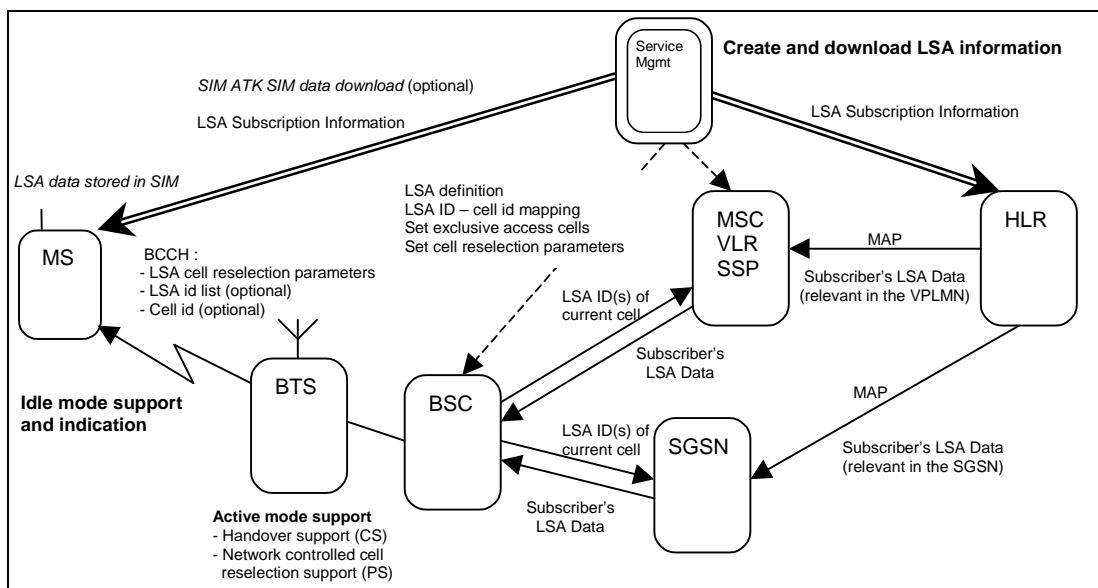 Service
Mgmt
Create and download LSA information
SIM ATK SIM data download (optional)
LSA Subscription Information
LSA Subscription Information
LSA data stored in SIM
LSA definition
LSA ID – cell id mapping
Set exclusive access cells
Set cell reselection parameters
MS
BCCH :
- LSA cell reselection parameters
- LSA id list (optional)
- Cell id (optional)
MSC
VLR
SSP
HLR
MAP
Subscriber's LSA Data
(relevant in the VPLMN)
LSA ID(s) of
current cell
Subscriber's
LSA Data
Idle mode support
and indication
BTS
BSC
MAP
LSA ID(s) of
current cell
SGSN
Subscriber's LSA Data
(relevant in the SGSN)
Subscriber's
LSA Data
Active mode support
- Handover support (CS)
- Network controlled cell
reselection support (PS)